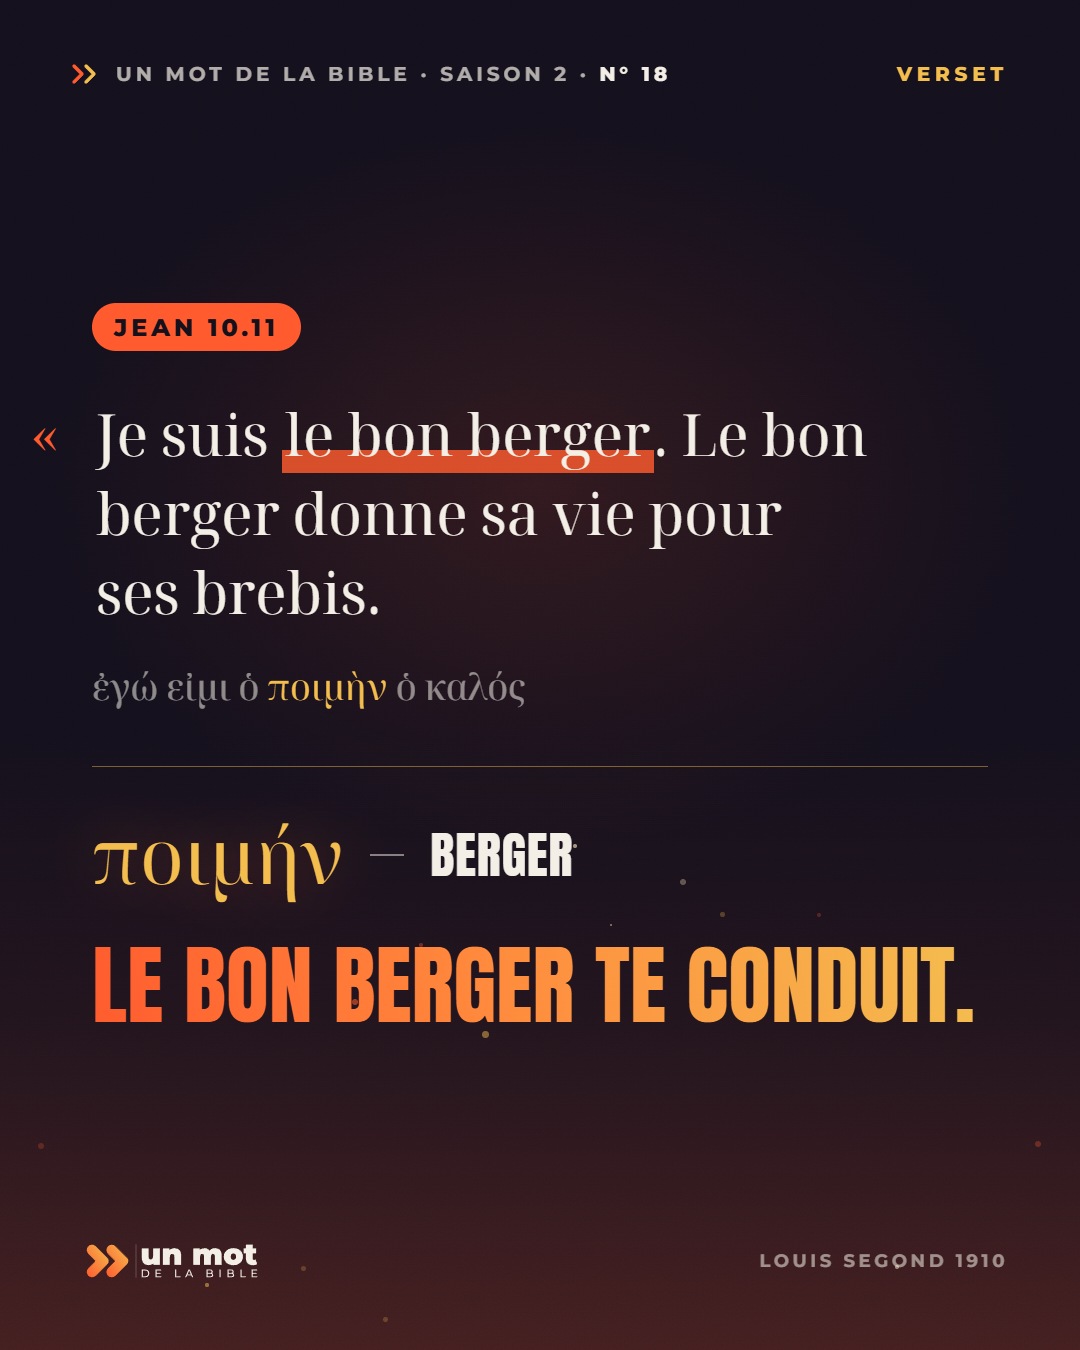 UN MOT DE LA BIBLE · SAISON 2 · N° 18
VERSET
JEAN 10.11
« Je suis le bon berger. Le bon
berger donne sa vie pour
ses brebis.
ἐγώ εἰμι ὁ ποιμὴν ὁ καλός
ποιμήν — BERGER
LE BON BERGER TE CONDUIT.
un mot
DE LA BIBLE
LOUIS SEGOND 1910